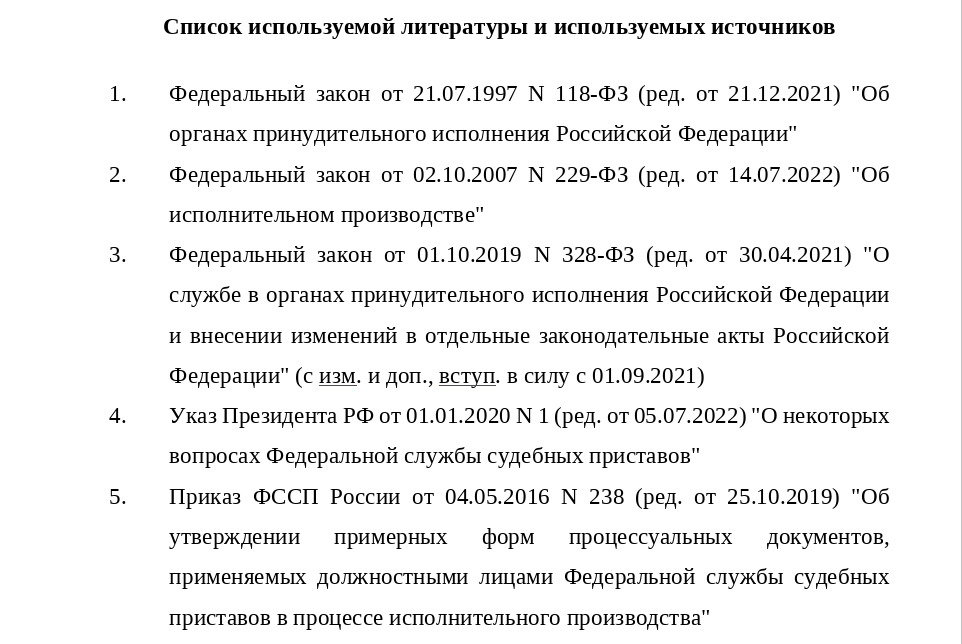 Список используемой литературы и используемых источников
1. Федеральный закон от 21.07.1997 N 118-ФЗ (ред. от 21.12.2021) "Об
органах принудительного исполнения Российской Федерации"
2. Федеральный закон от 02.10.2007 N 229-ФЗ (ред. от 14.07.2022) "Об
исполнительном производстве"
3. Федеральный закон от 01.10.2019 N 328-ФЗ (ред. от 30.04.2021) "О
службе в органах принудительного исполнения Российской Федерации
и внесении изменений в отдельные законодательные акты Российской
Федерации" (с изм. и доп., вступ. в силу с 01.09.2021)
4. Указ Президента РФ от 01.01.2020 N 1 (ред. от 05.07.2022) "О некоторых
вопросах Федеральной службы судебных приставов"
5. Приказ ФССП России от 04.05.2016 N 238 (ред. от 25.10.2019) "Об
утверждении примерных форм процессуальных документов,
применяемых должностными лицами Федеральной службы судебных
приставов в процессе исполнительного производства"